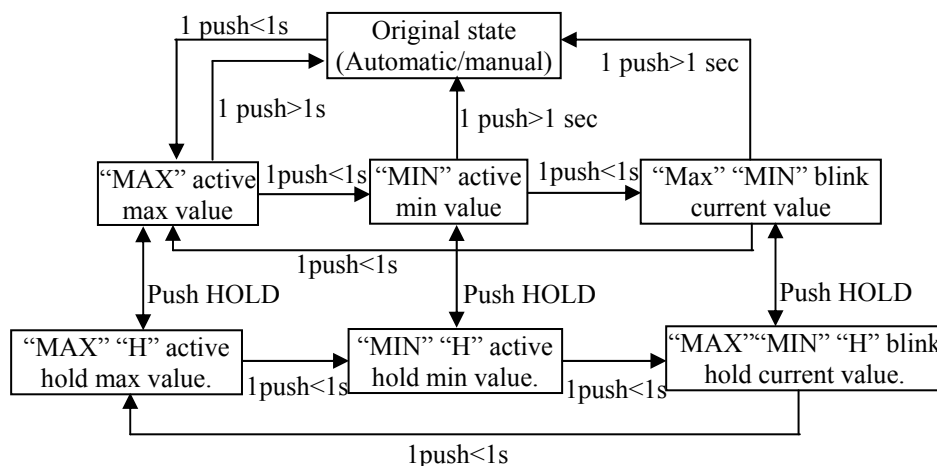 1 push<1s
Original state
(Automatic/manual)
1 push>1 sec
1 push>1s
1 push>1 sec
“MAX” active
max value
1push<1s
“MIN” active
min value
1push<1s
“Max” “MIN” blink
current value
1push<1s
Push HOLD
Push HOLD
Push HOLD
“MAX” “H” active
hold max value.
1push<1s
“MIN” “H” active
hold min value.
1push<1s
“MAX”“MIN” “H” blink
hold current value.
1push<1s